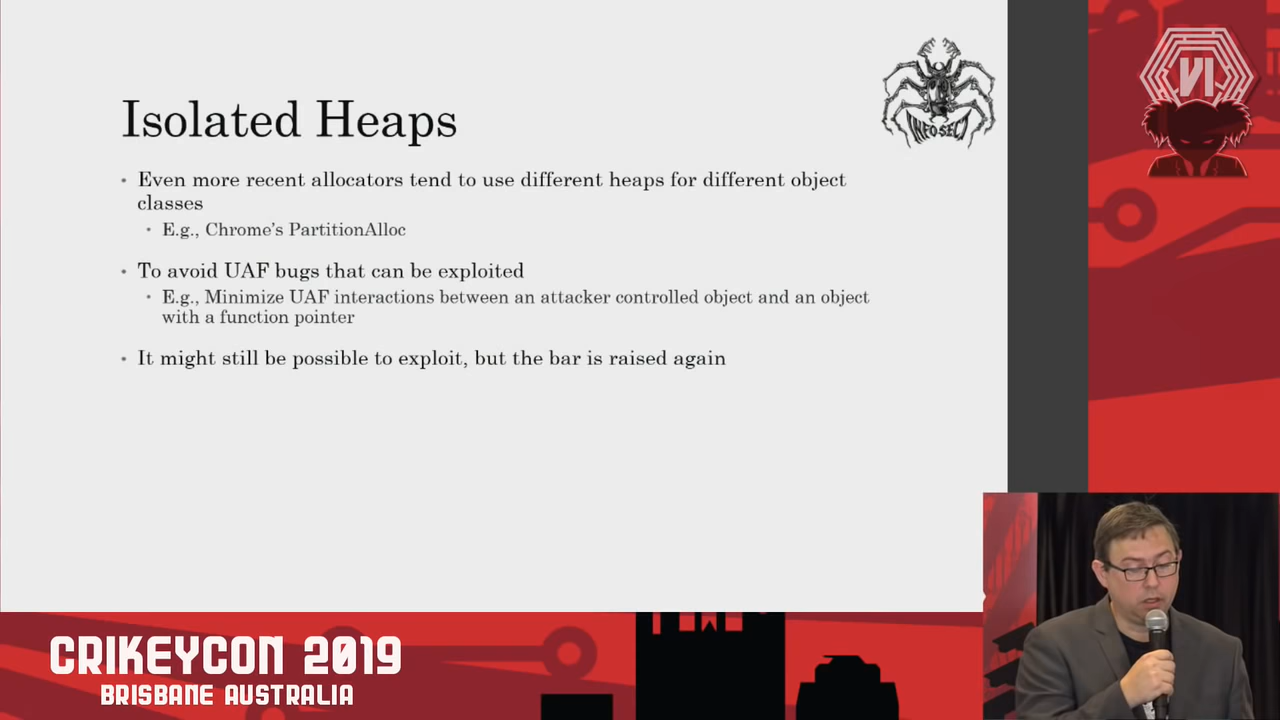 Isolated Heaps
INFOSECT
VI
• Even more recent allocators tend to use different heaps for different object
classes
• E.g., Chrome's PartitionAlloc
• To avoid UAF bugs that can be exploited
• E.g., Minimize UAF interactions between an attacker controlled object and an object
with a function pointer
• It might still be possible to exploit, but the bar is raised again
CRIKEYCON 2019
BRISBANE AUSTRALIA